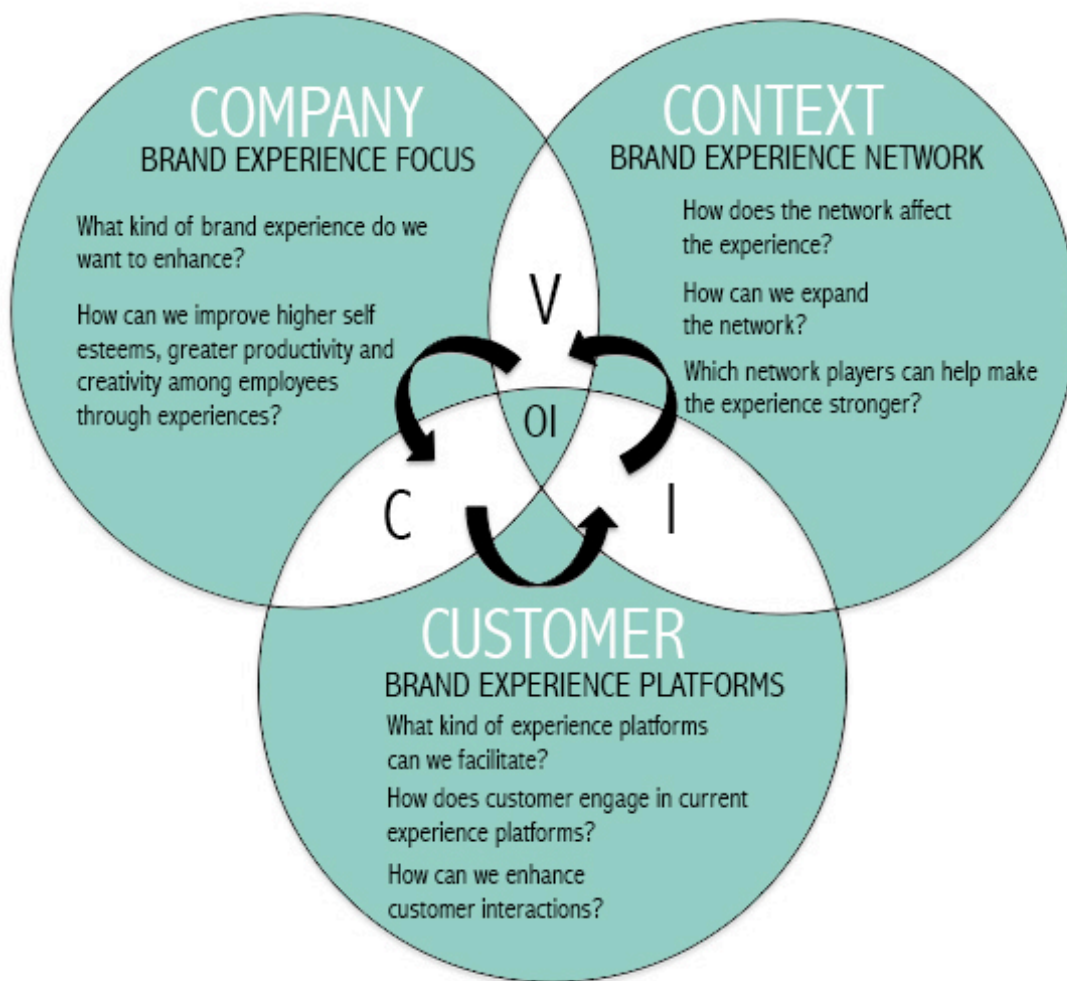 COMPANY
BRAND EXPERIENCE FOCUS
What kind of brand experience do we
want to enhance?
How can we improve higher self
esteems, greater productivity and
creativity among employees
through experiences?
CONTEXT
BRAND EXPERIENCE NETWORK
How does the network affect
the experience?
How can we expand
the network?
Which network players can help make
the experience stronger?
V
OI
C
I
CUSTOMER
BRAND EXPERIENCE PLATFORMS
What kind of experience platforms
can we facilitate?
How does customer engage in current
experience platforms?
How can we enhance
customer interactions?